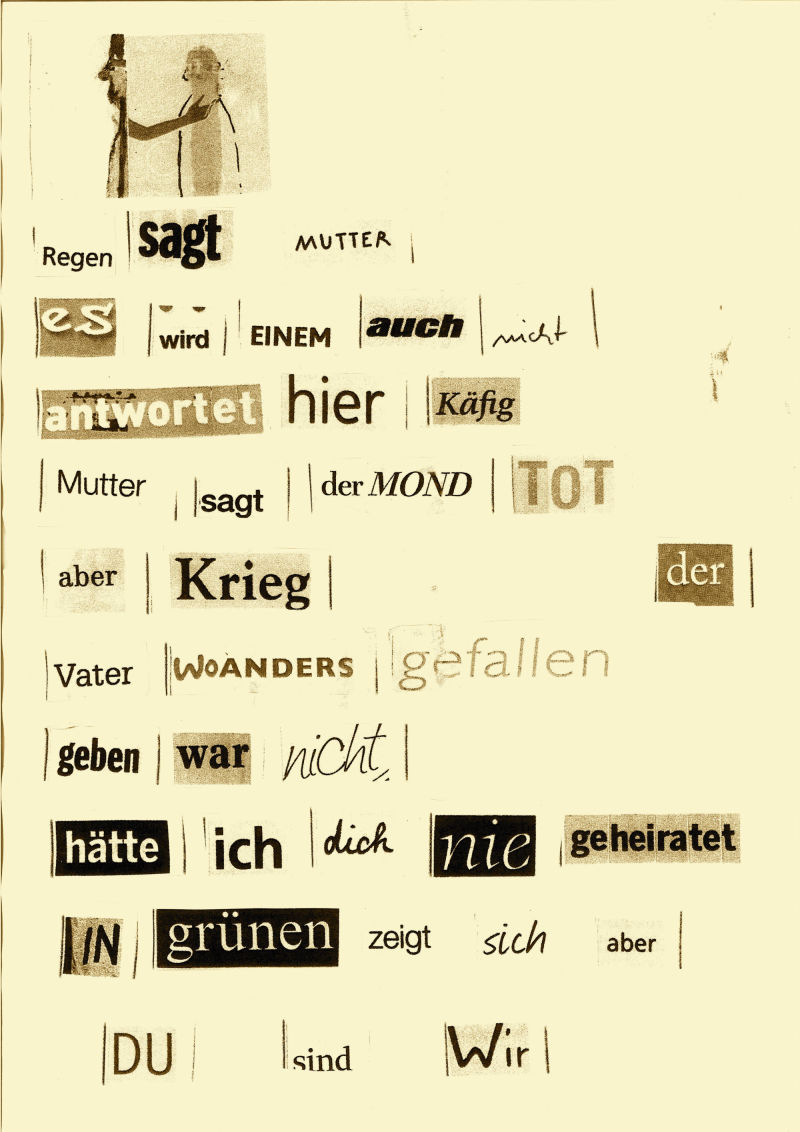 Regen sagt MUTTER
es wird EINEM auch nicht
antwortet hier Käfig
Mutter sagt der MOND TOT
aber Krieg der
Vater WOANDERS gefallen
geben war nicht,
hätte ich dich nie geheiratet
IN grünen zeigt sich aber
DU sind Wir